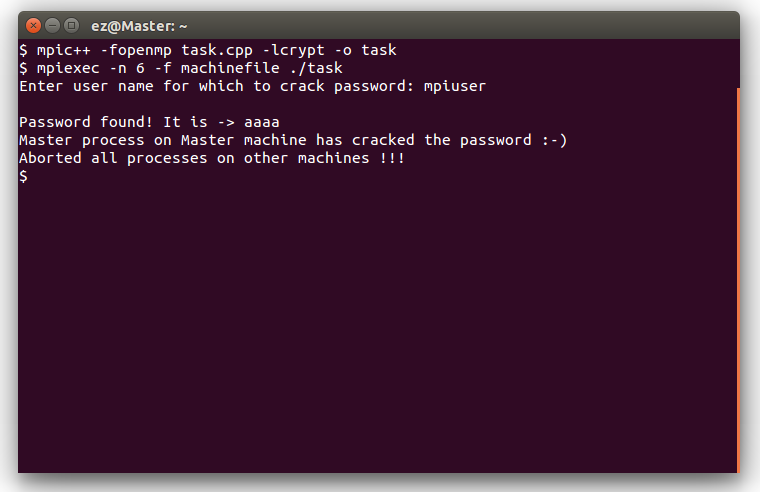 ez@Master: ~
$ mpic++ -fopenmp task.cpp -lcrypt -o task
$ mpiexec -n 6 -f machinefile ./task
Enter user name for which to crack password: mpiuser
Password found! It is -> aaaa
Master process on Master machine has cracked the password :-)
Aborted all processes on other machines !!!
$